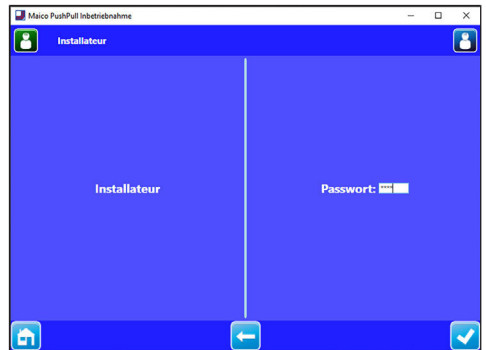 Maico PushPull Inbetriebnahme
Installateur
Installateur
Passwort: ****